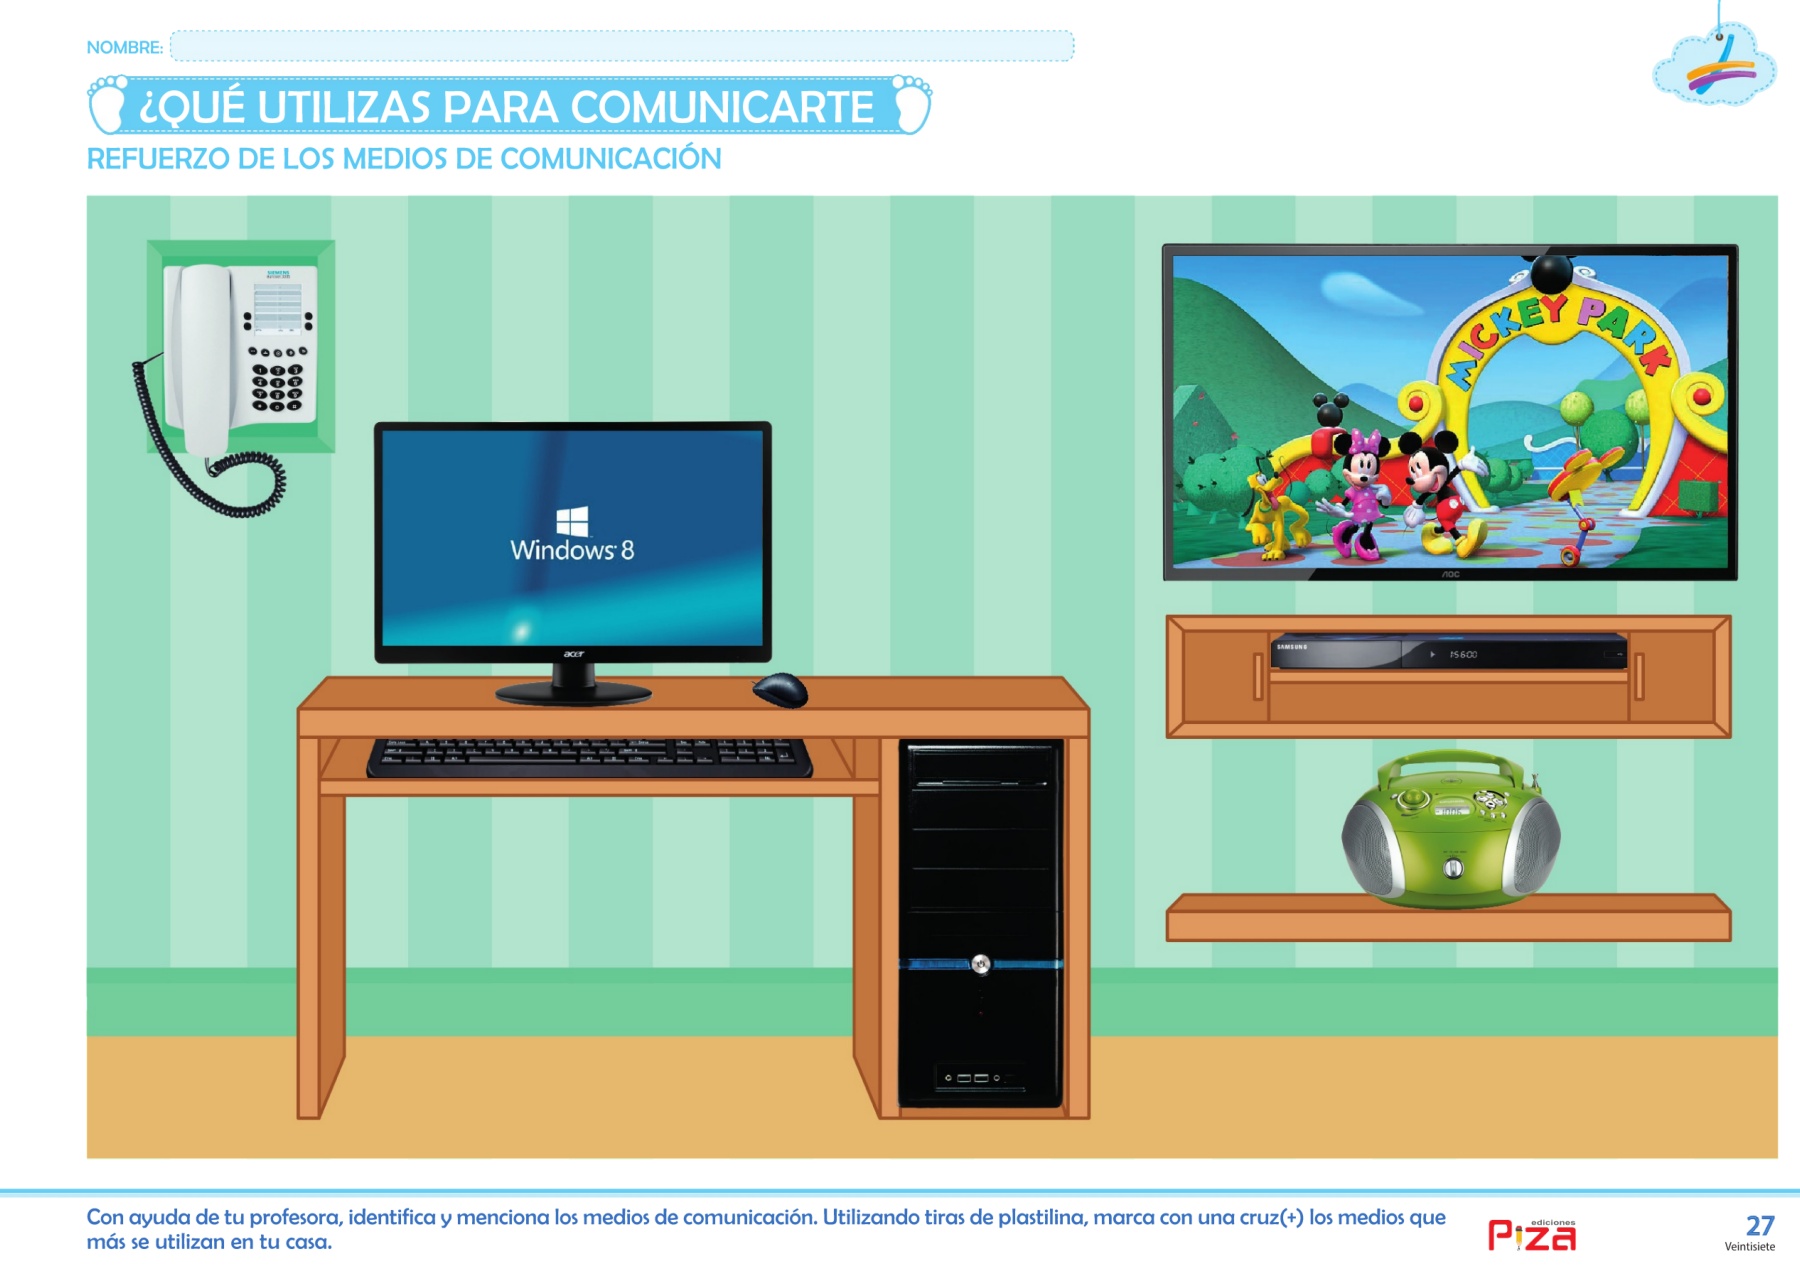 NOMBRE:
¿QUÉ UTILIZAS PARA COMUNICARTE
REFUERZO DE LOS MEDIOS DE COMUNICACIÓN
SIEMENS
MICKEY PARK
Windows 8
AOC
acer
SAMSUNG
Con ayuda de tu profesora, identifica y menciona los medios de comunicación. Utilizando tiras de plastilina, marca con una cruz(+) los medios que
más se utilizan en tu casa.
ediciones
PIZA
27
Veintisiete